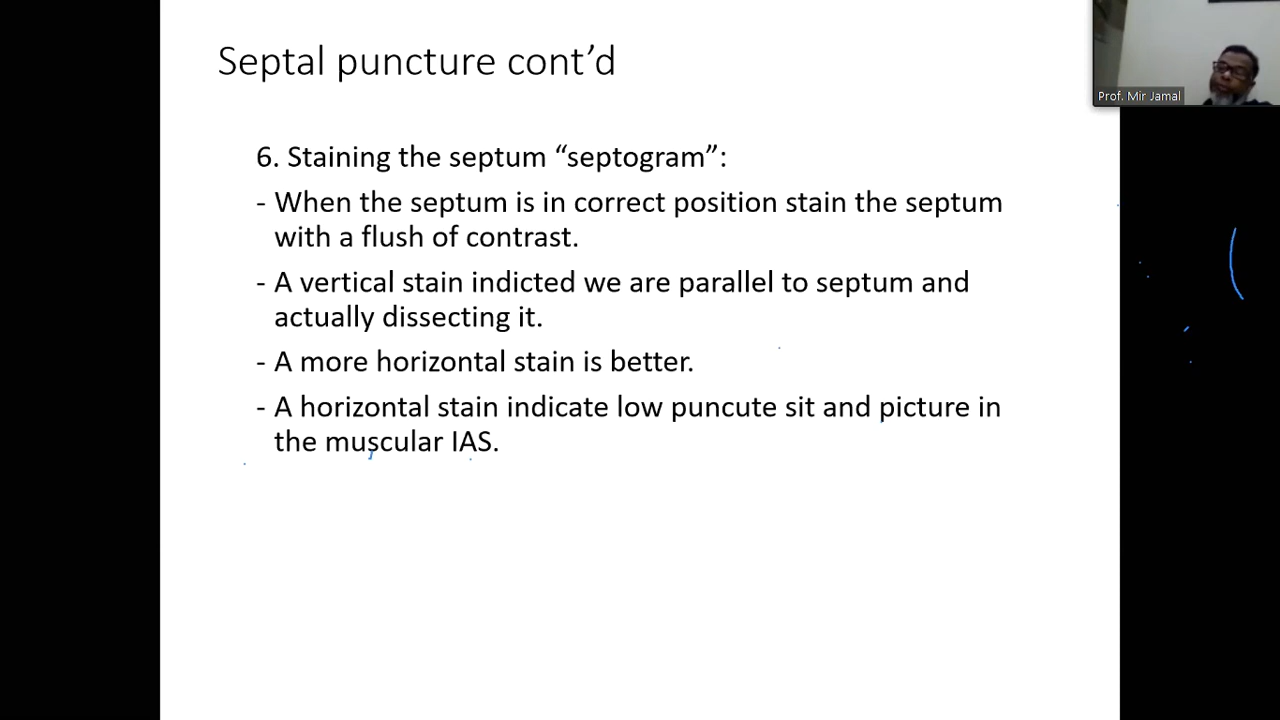 Septal puncture cont’d
Prof. Mir Jamal
6. Staining the septum “septogram”:
- When the septum is in correct position stain the septum
with a flush of contrast.
- A vertical stain indicted we are parallel to septum and
actually dissecting it.
- A more horizontal stain is better.
- A horizontal stain indicate low puncute sit and picture in
the muscular IAS.